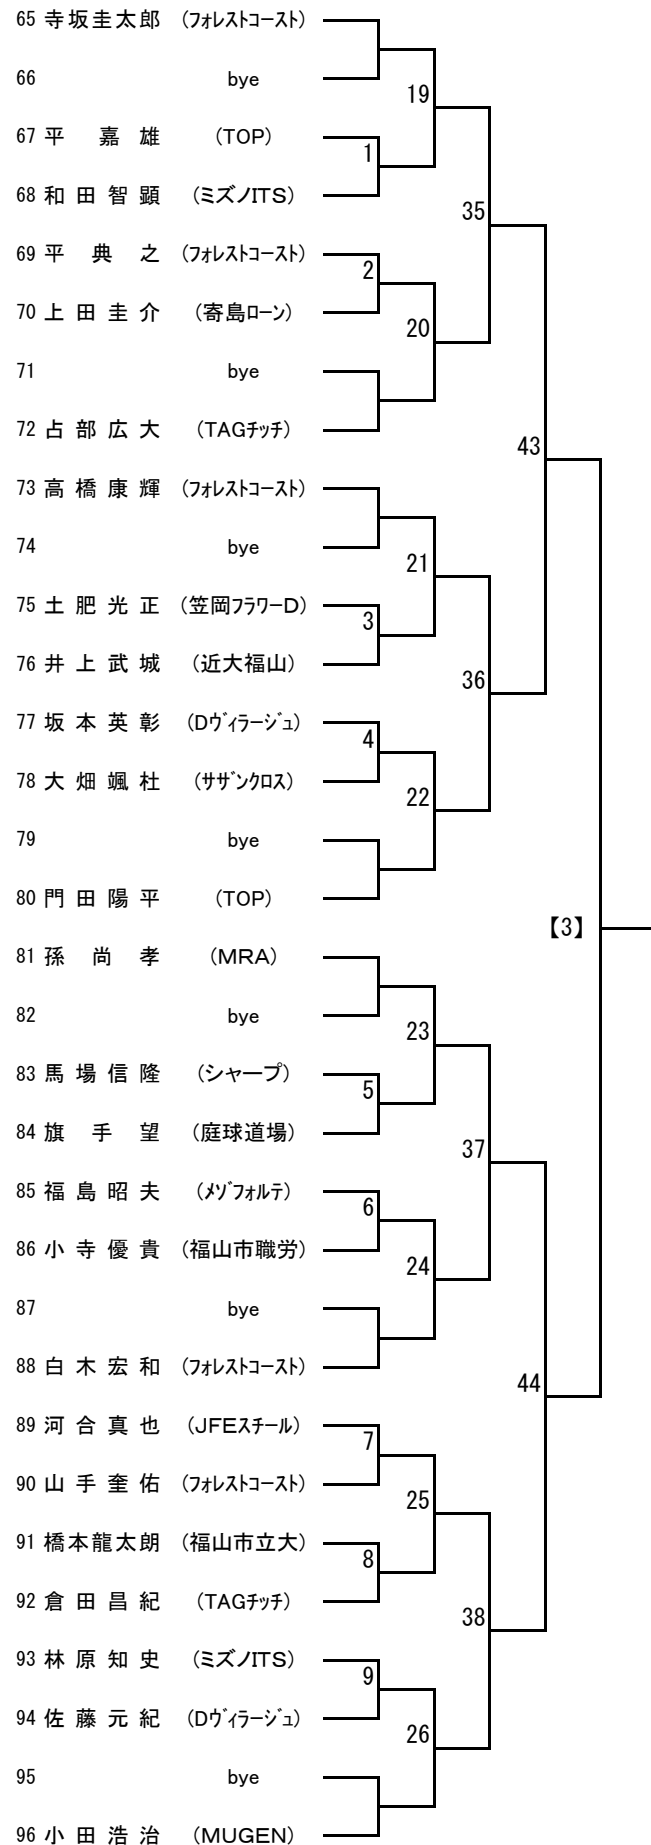 65 寺坂圭太郎 (フォレストコースト)
66 bye
19
67 平 嘉 雄 (TOP)
1
68 和 田 智 顕 (ミズノITS)
35
69 平 典 之 (フォレストコースト)
2
70 上 田 圭 介 (寄島ローン)
20
71 bye
72 占 部 広 大 (TAGチッチ)
43
73 高 橋 康 輝 (フォレストコースト)
74 bye
21
75 土 肥 光 正 (笠岡フラワーD)
3
76 井 上 武 城 (近大福山)
36
77 坂 本 英 彰 (Dヴィラージュ)
4
78 大 畑 颯 杜 (サザンクロス)
22
79 bye
80 門 田 陽 平 (TOP)
【3】
81 孫 尚 孝 (MRA)
82 bye
23
83 馬 場 信 隆 (シャープ)
5
84 旗 手 望 (庭球道場)
37
85 福 島 昭 夫 (メゾフォルテ)
6
86 小 寺 優 貴 (福山市職労)
24
87 bye
88 白 木 宏 和 (フォレストコースト)
44
89 河 合 真 也 (JFEスチール)
7
90 山 手 奎 佑 (フォレストコースト)
25
91 橋本龍太朗 (福山市立大)
8
92 倉 田 昌 紀 (TAGチッチ)
38
93 林 原 知 史 (ミズノITS)
9
94 佐 藤 元 紀 (Dヴィラージュ)
26
95 bye
96 小 田 浩 治 (MUGEN)